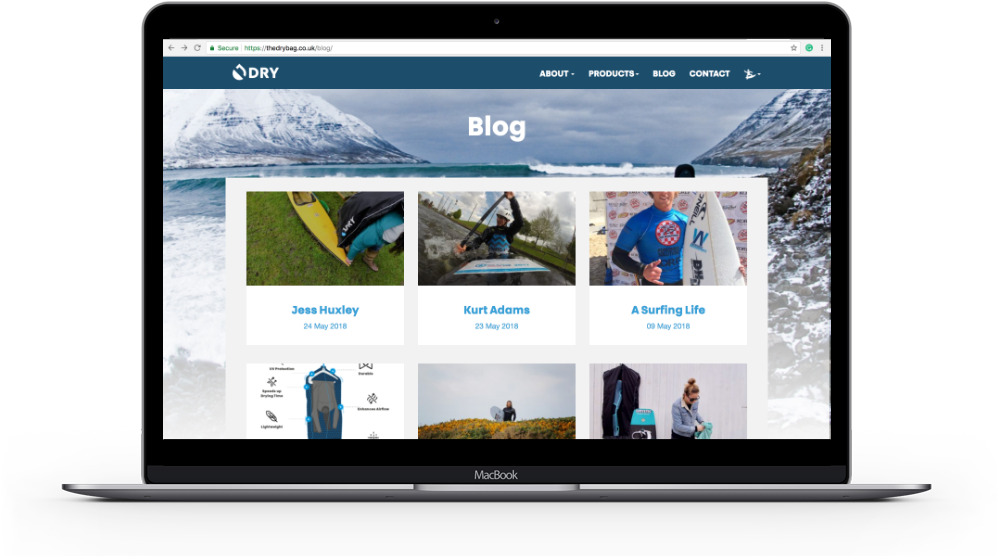 Secure https://thedrybag.co.uk/blog/
DRY
ABOUT
PRODUCTS
BLOG
CONTACT
Blog
Jess Huxley
24 May 2018
Kurt Adams
23 May 2018
A Surfing Life
09 May 2018
UV Protection
Durable
Speeds up
Drying Time
Enhances Airflow
Lightweight
MacBook